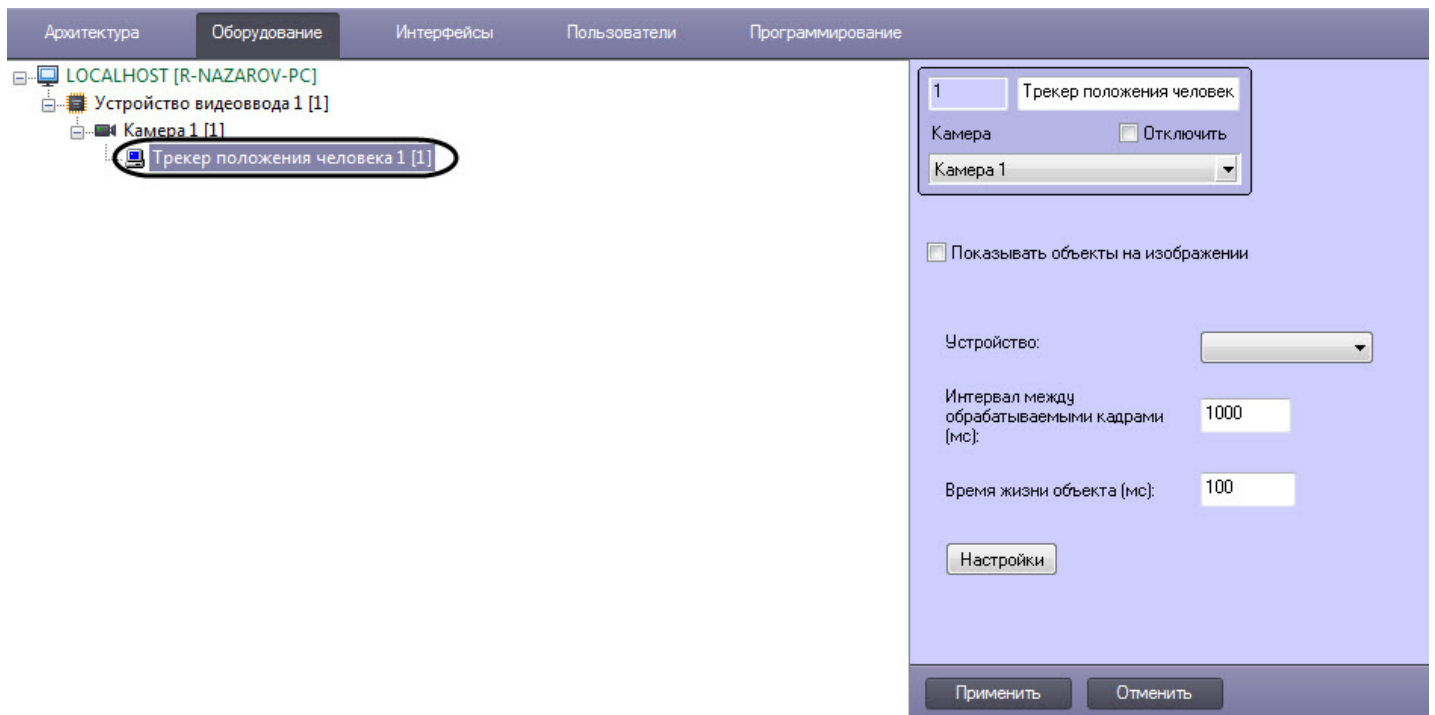 Архитектура Оборудование Интерфейсы Пользователи Программирование
LOCALHOST [R-NAZAROV-PC]
Устройство видеоввода 1 [1]
Камера 1 [1]
Трекер положения человека 1 [1]
1 Трекер положения человек
Камера Отключить
Камера 1
Показывать объекты на изображении
Устройство:
Интервал между
обрабатываемыми кадрами
(мс):
1000
Время жизни объекта (мс): 100
Настройки
Применить Отменить